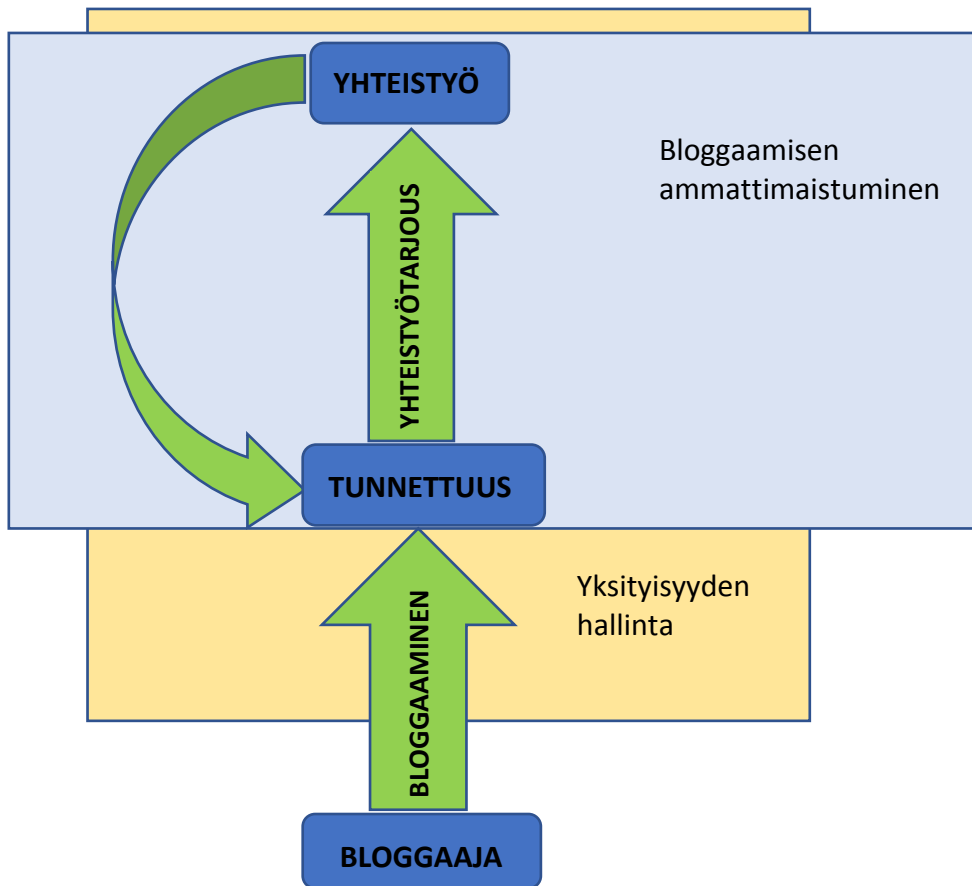 YHTEISTYÖ
Bloggaamisen
ammattimaistuminen
YHTEISTYÖTARJOUS
TUNNETTUUS
Yksityisyyden
hallinta
BLOGGAAMINEN
BLOGGAAJA